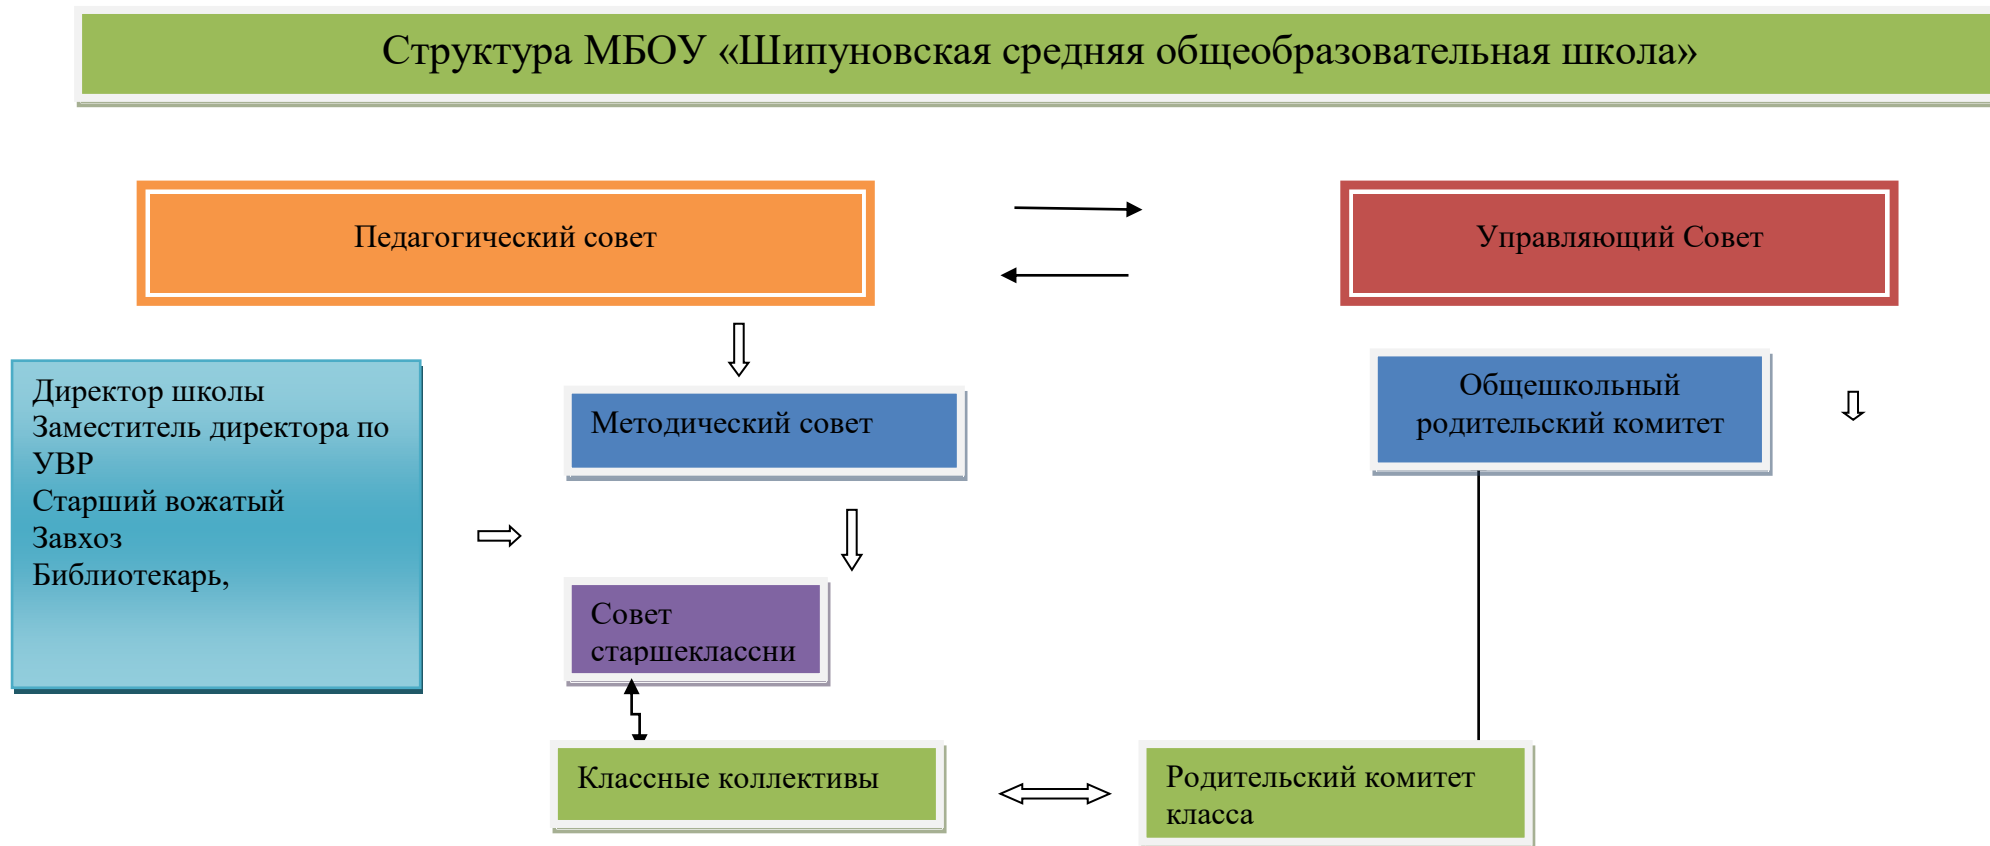 Структура МБОУ «Шипуновская средняя общеобразовательная школа»
Педагогический совет
Управляющий Совет
Директор школы
Заместитель директора по
УВР
Старший вожатый
Завхоз
Библиотекарь,
Методический совет
Общешкольный
родительский комитет
Совет
старшеклассни
Классные коллективы
Родительский комитет
класса